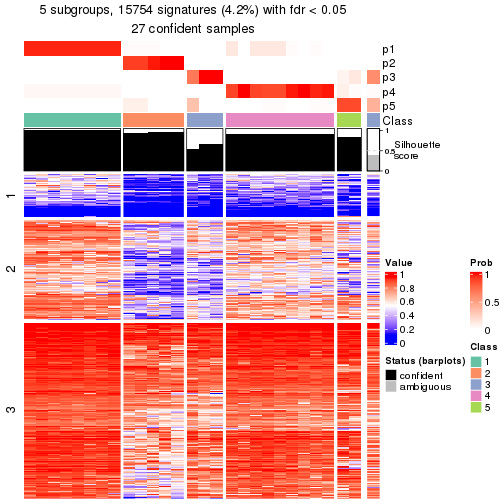 5 subgroups, 15754 signatures (4.2%) with fdr < 0.05
27 confident samples
p1
p2
p3
p4
p5
Class
1
0.5
0
Silhouette
score
1
2
3
Value
1
0.8
0.6
0.4
0.2
0
Prob
1
0.5
0
Status (barplots)
confident
ambiguous
Class
1
2
3
4
5